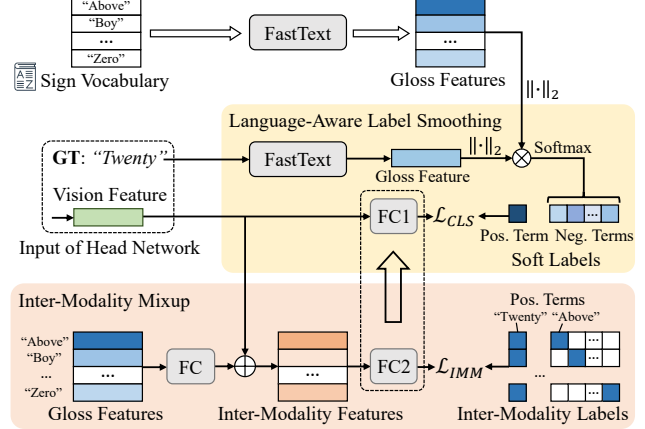 “Above”
“Boy”
...
“Zero”
Sign Vocabulary
FastText
...
Gloss Features
‖·‖₂
Language-Aware Label Smoothing
GT: “Twenty”
FastText
Gloss Feature
‖·‖₂
Softmax
Vision Feature
Input of Head Network
FC1
ℒCLS
...
Pos. Term
Neg. Terms
Soft Labels
Inter-Modality Mixup
“Above”
“Boy”
...
“Zero”
...
Gloss Features
FC
...
Inter-Modality Features
FC2
ℒIMM
Pos. Terms
“Twenty”
“Above”
...
...
...
...
Inter-Modality Labels
A
Z